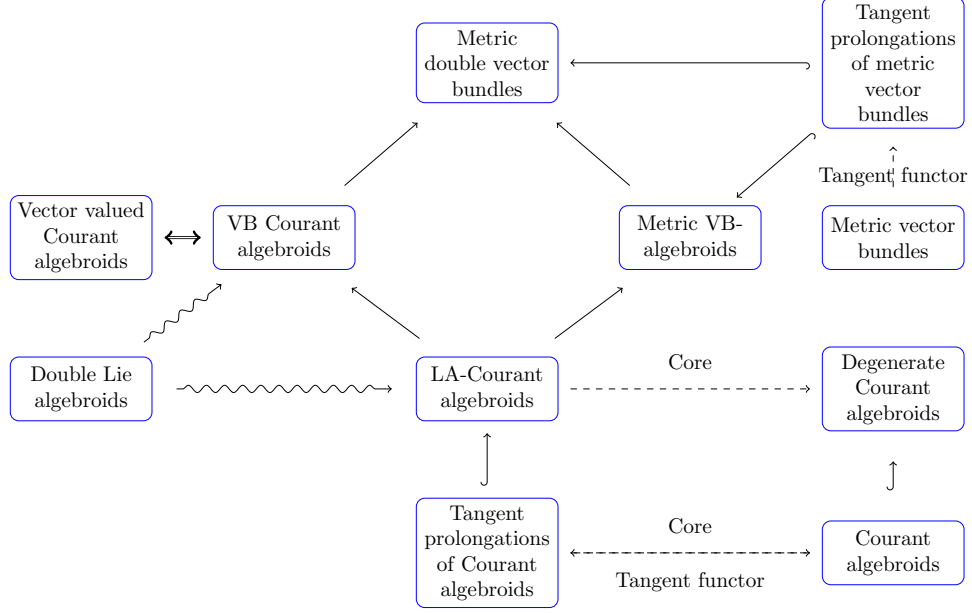 Metric
double vector
bundles
Tangent
prolongations
of metric
vector
bundles
Tangent functor
Vector valued
Courant
algebroids
VB Courant
algebroids
Metric VB-
algebroids
Metric vector
bundles
Double Lie
algebroids
LA-Courant
algebroids
Core
Degenerate
Courant
algebroids
Tangent
prolongations
of Courant
algebroids
Core
Tangent functor
Courant
algebroids